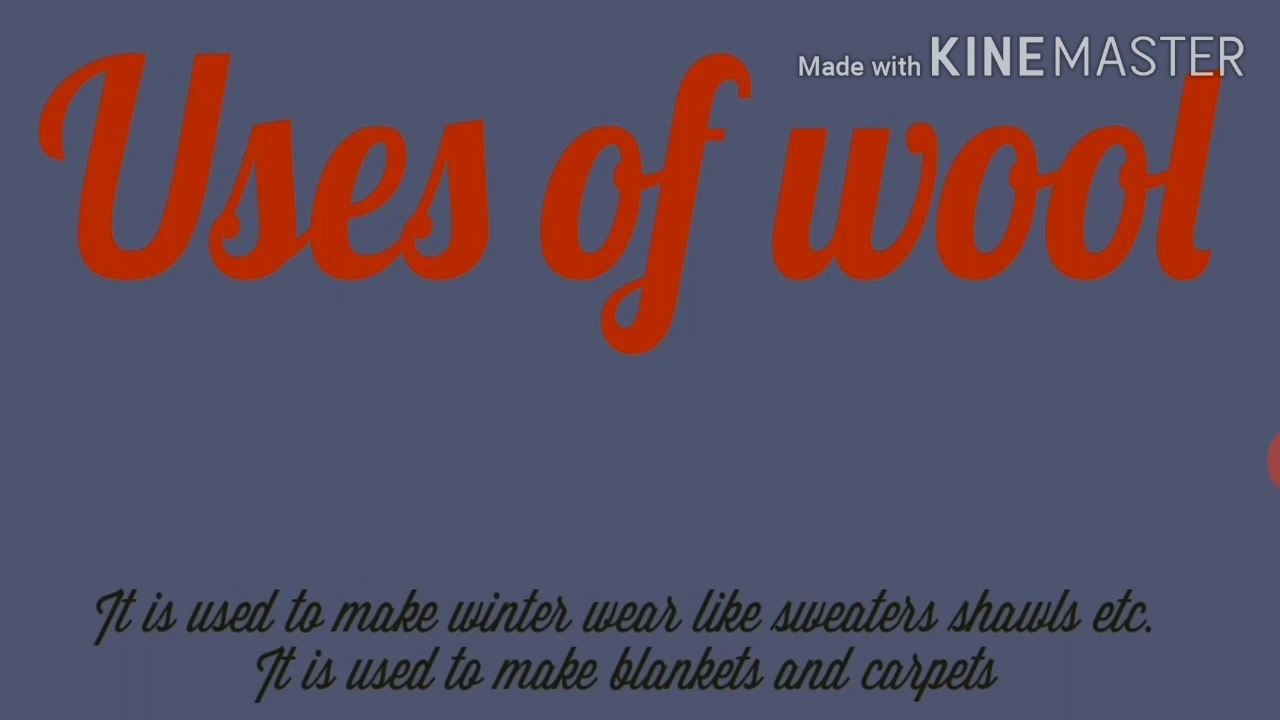 Made with KINEMASTER
Uses of wool
It is used to make winter wear like sweaters shawls etc.
It is used to make blankets and carpets